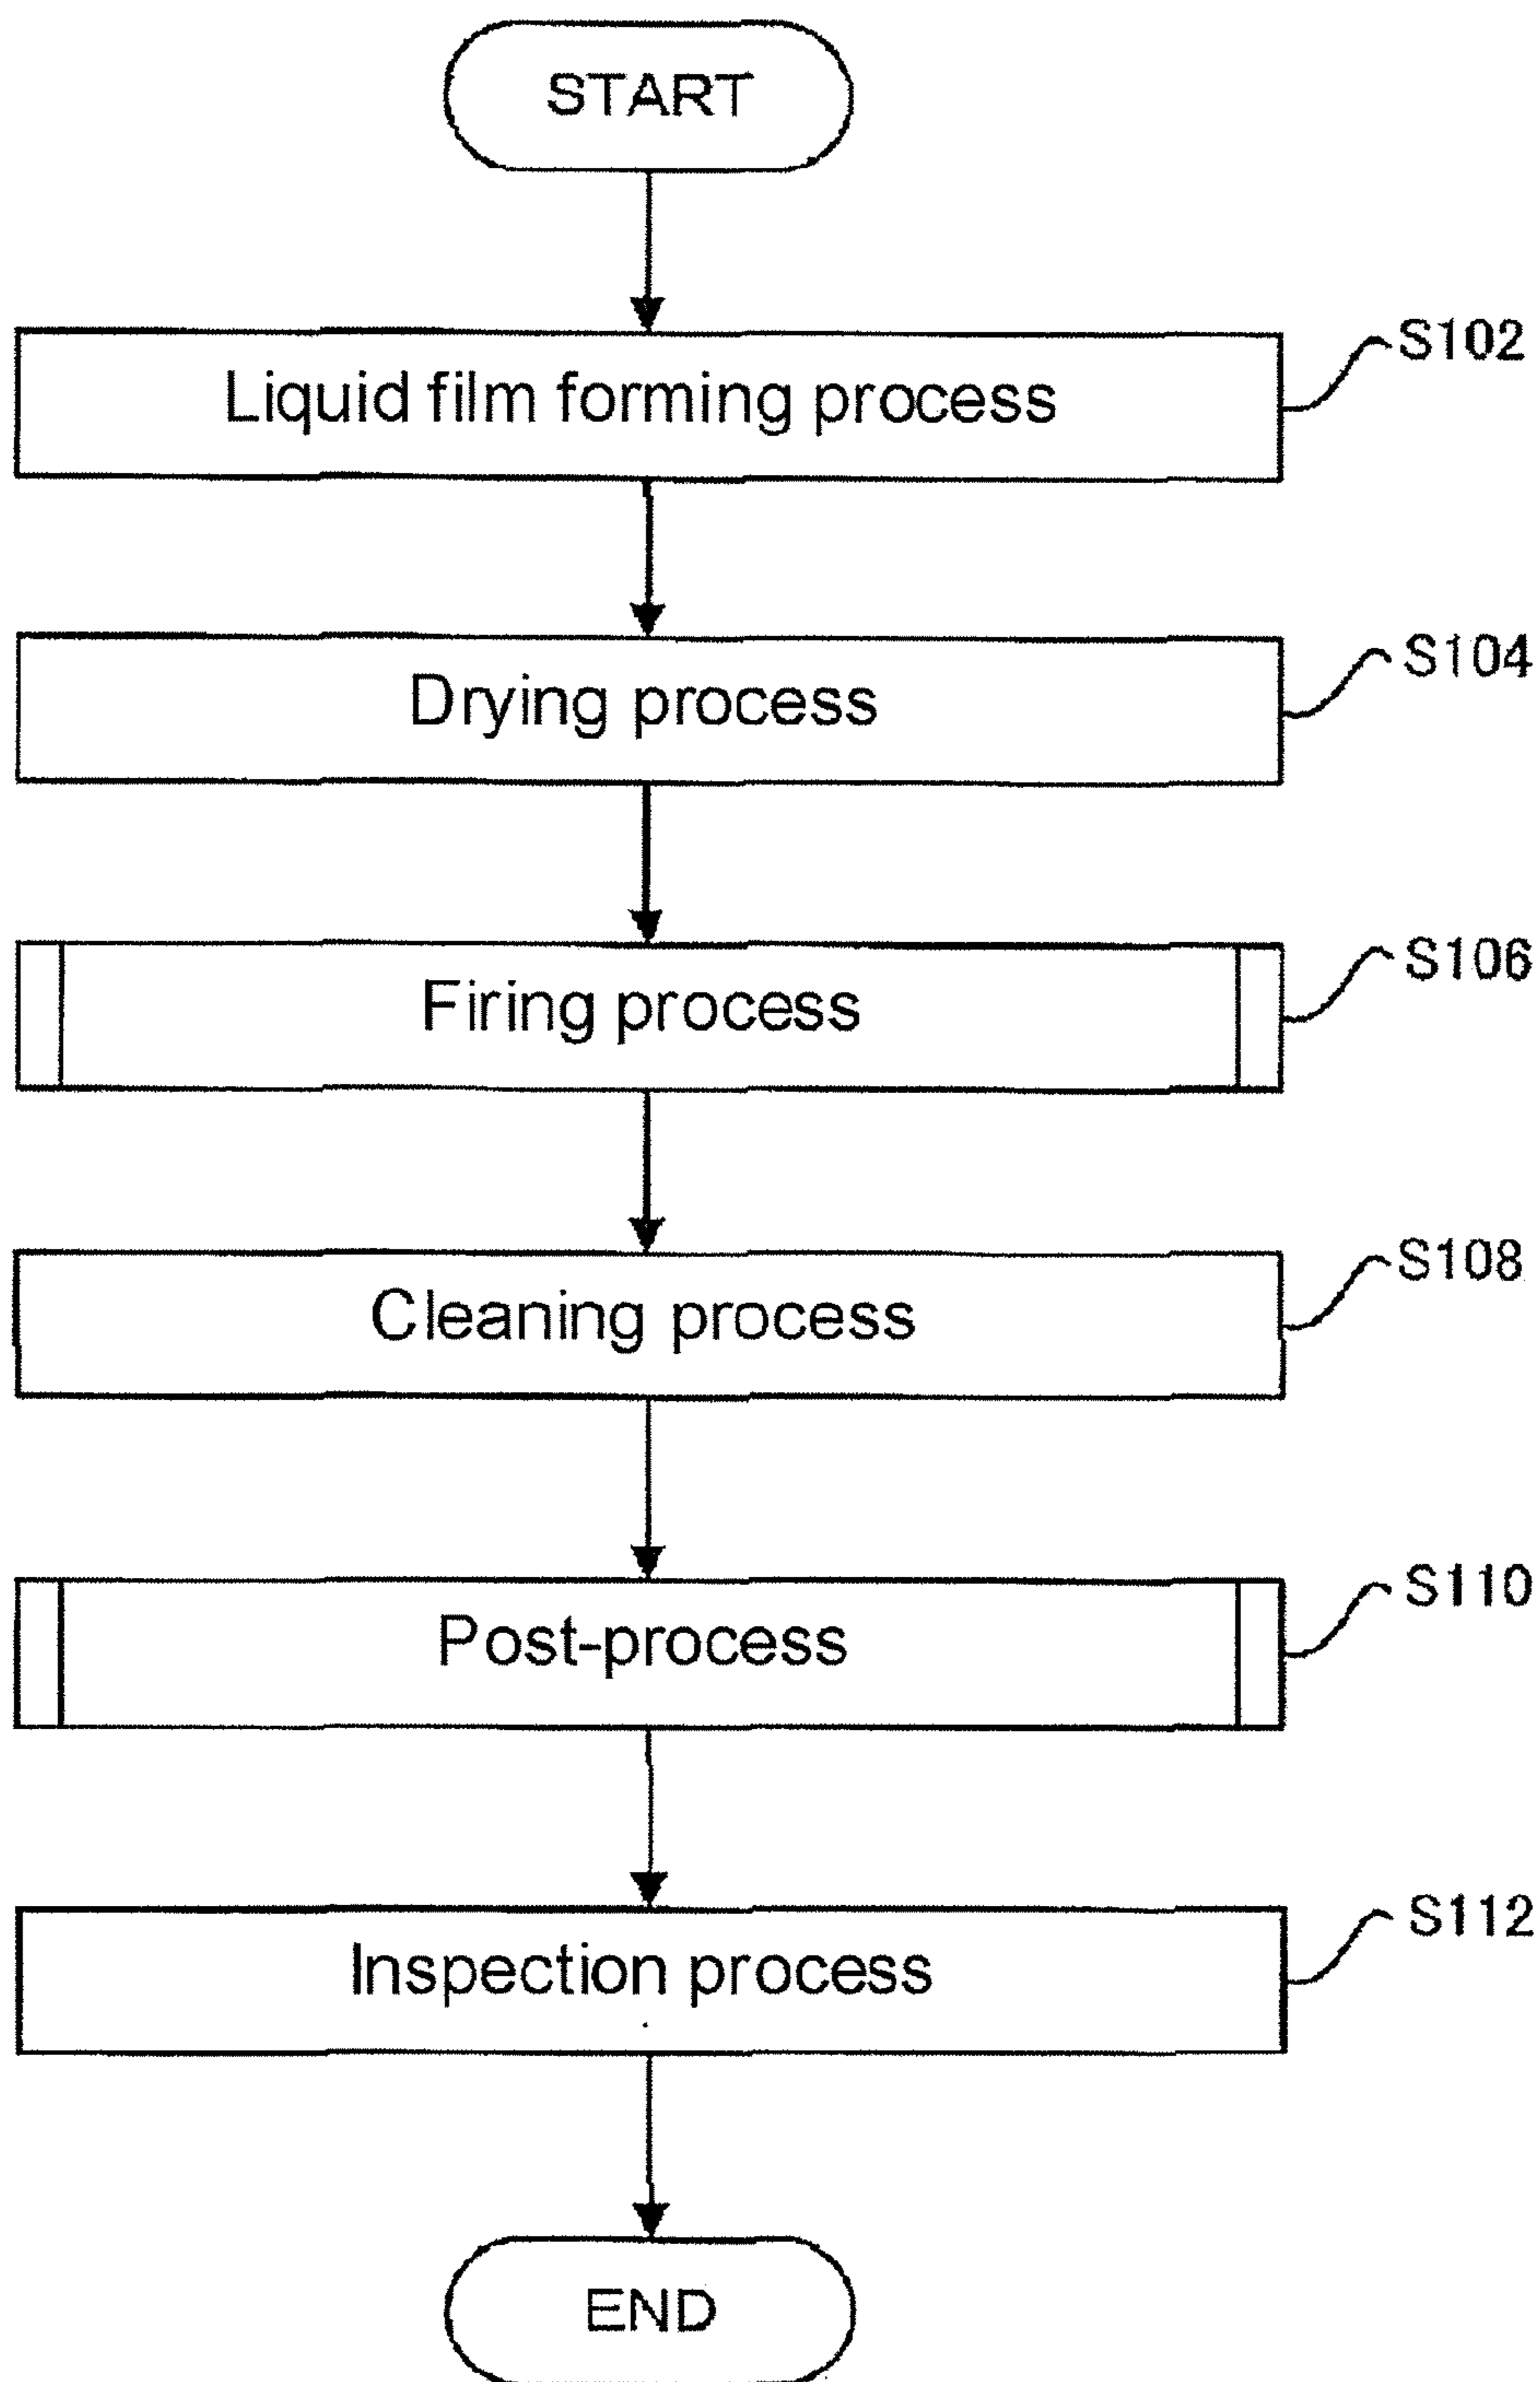 START
Liquid film forming process
S102
Drying process
S104
Firing process
S106
Cleaning process
S108
Post-process
S110
Inspection process
S112
END